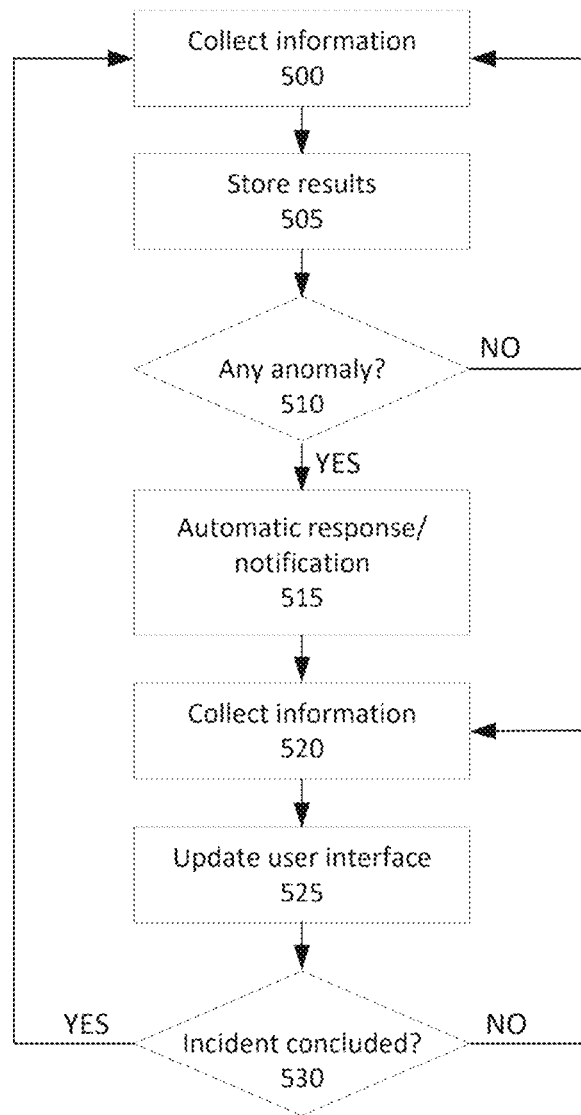 Collect information
500
Store results
505
Any anomaly?
510
NO
YES
Automatic response/
notification
515
Collect information
520
Update user interface
525
Incident concluded?
530
YES
NO